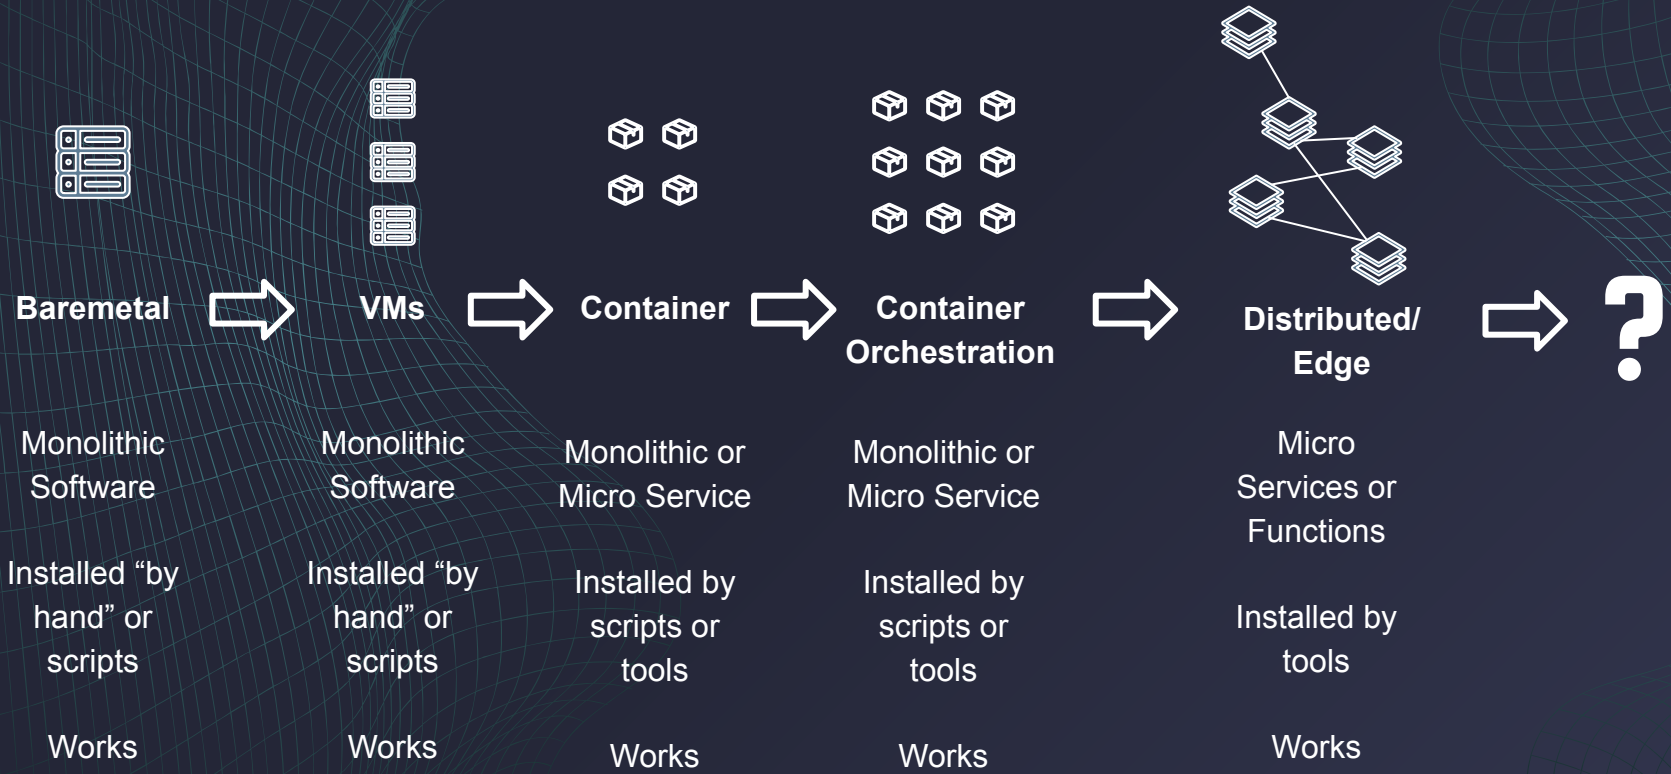 Baremetal
Monolithic
Software
Installed “by
hand” or
scripts
Works
VMs
Monolithic
Software
Installed “by
hand” or
scripts
Works
Container
Monolithic or
Micro Service
Installed by
scripts or
tools
Works
Container
Orchestration
Monolithic or
Micro Service
Installed by
scripts or
tools
Works
Distributed/
Edge
Micro
Services or
Functions
Installed by
tools
Works
?